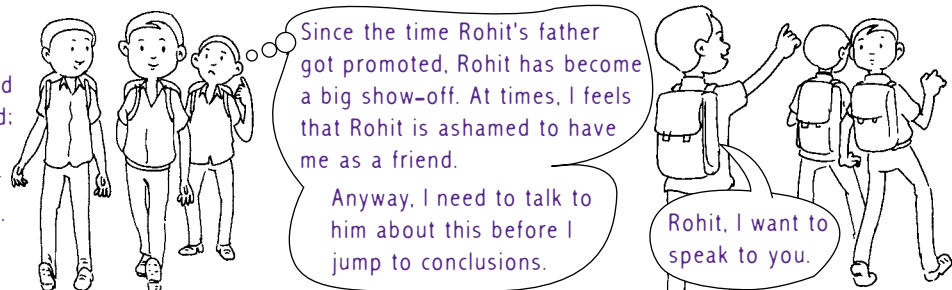 d
d:
.
Since the time Rohit's father
got promoted, Rohit has become
a big show-off. At times, I feels
that Rohit is ashamed to have
me as a friend.
Anyway, I need to talk to
him about this before I
jump to conclusions.
Rohit, I want to
speak to you.